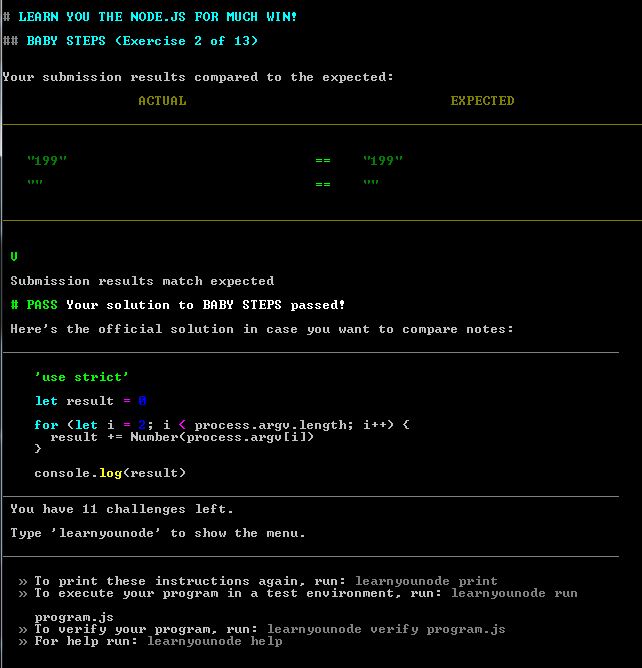 # LEARN YOU THE NODE.JS FOR MUCH WIN!
## BABY STEPS (Exercise 2 of 13)
Your submission results compared to the expected:
ACTUAL EXPECTED
"199" == "199"
"" == ""
V
Submission results match expected
# PASS Your solution to BABY STEPS passed!
Here's the official solution in case you want to compare notes:
'use strict'
let result = 0
for (let i = 2; i < process.argv.length; i++) {
result += Number(process.argv[i])
}
console.log(result)
You have 11 challenges left.
Type 'learnyounode' to show the menu.
» To print these instructions again, run: learnyounode print
» To execute your program in a test environment, run: learnyounode run
program.js
» To verify your program, run: learnyounode verify program.js
» For help run: learnyounode help